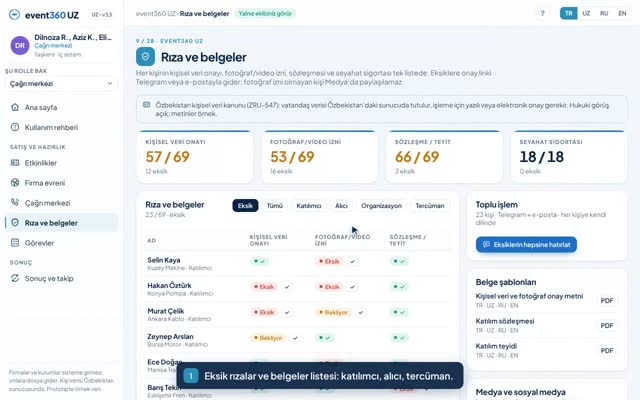 event360 UZ
UZ-v13
DR
Dilnoza R., Aziz K., Eli...
Çağrı merkezi
Taşkent · iç sistem
ŞU ROLLE BAK
Çağrı merkezi
Ana sayfa
Kullanım rehberi
SATIŞ VE HAZIRLIK
Etkinlikler
Firma evreni
Çağrı merkezi
Rıza ve belgeler
Görevler
SONUÇ
Sonuç ve takip
Firmalar ve kurumlar sisteme girmez:
onlara dosya gider. Kişi verisi Özbekistan
sunucusunda. Prototiple örnek veri.
event360 UZ › Rıza ve belgeler
Yalnız ekibiniz görür
?
TR UZ RU EN
9 / 28 · EVENT360 UZ
Rıza ve belgeler
Her kişinin kişisel veri onayı, fotoğraf/video izni, sözleşmesi ve seyahat sigortası tek listede. Eksiklere onay linki
Telegram veya e-postayla gider; fotoğraf izni olmayan kişi Medya'da paylaşılamaz.
Özbekistan kişisel veri kanunu (ZRU-547): vatandaş verisi Özbekistan'daki sunucuda tutulur, işleme için yazılı veya elektronik onay gerekir. Hukuki görüş
açık; metinler örnek.
KİŞİSEL VERİ ONAYI
57 / 69
12 eksik
FOTOĞRAF/VİDEO İZNİ
53 / 69
16 eksik
SÖZLEŞME / TEYİT
66 / 69
3 eksik
SEYAHAT SİGORTASI
18 / 18
0 eksik
Rıza ve belgeler
23 / 69 · eksik
Eksik Tümü Katılımcı Alıcı Organizasyon Tercüman
AD
KİŞİSEL VERİ
ONAYI
FOTOĞRAF/VİDEO
İZNİ
SÖZLEŞME /
TEYİT
Selin Kaya
Kuzey Makine · Katılımcı
✓
Eksik ✓
✓
Hakan Öztürk
Konya Pompa · Katılımcı
Eksik ✓
Eksik ✓
✓
Murat Çelik
Ankara Kablo · Katılımcı
Eksik ✓
Bekliyor ✓
✓
Zeynep Arslan
Bursa Motor · Katılımcı
Bekliyor ✓
✓
✓
Ece Doğan
Barış Tekin
Eskişehir Fren · Katılımcı
Toplu işlem
23 kişi · Telegram + e-posta · her kişiye kendi
dilinde
Eksiklerin hepsine hatırlat
Belge şablonları
Kişisel veri ve fotoğraf onay metni
TR · UZ · RU · EN
PDF
Katılım sözleşmesi
TR · UZ · RU · EN
PDF
Katılım teyidi
TR · UZ · RU · EN
PDF
Medya ve sosyal medya
1 Eksik rızalar ve belgeler listesi: katılımcı, alıcı, tercüman.